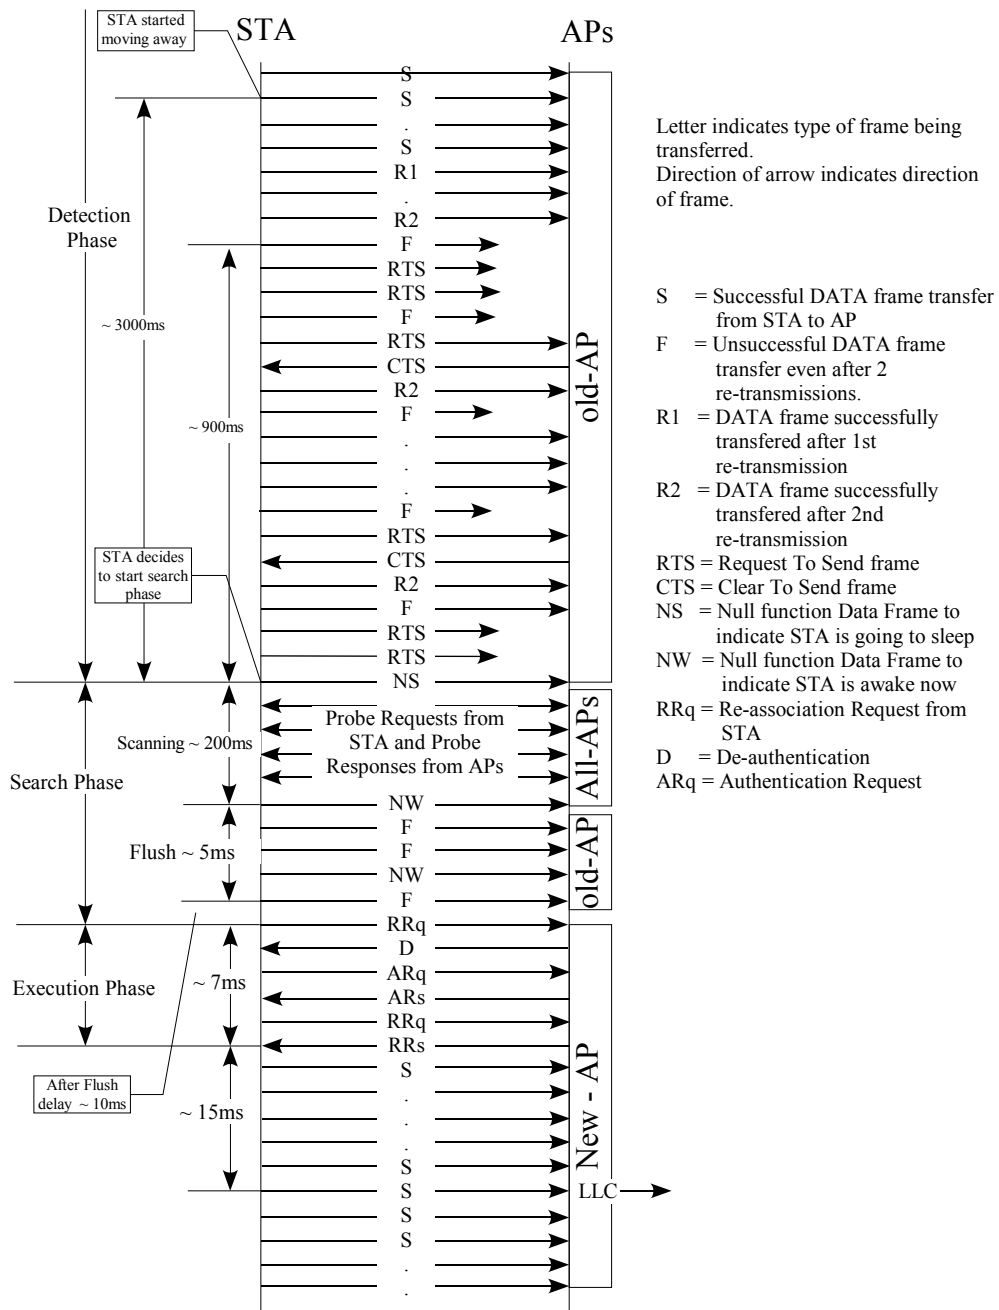 STA started
moving away
STA
APs
S
S
.
S
R1
.
R2
F
RTS
RTS
F
RTS
CTS
R2
F
.
.
.
F
RTS
CTS
R2
F
RTS
RTS
NS
Probe Requests from
STA and Probe
Responses from APs
NW
F
F
NW
F
RRq
D
ARq
ARs
RRq
RRs
S
.
.
.
S
S
S
S
.
.
Detection
Phase
~ 3000ms
~ 900ms
STA decides
to start search
phase
Scanning ~ 200ms
Search Phase
Flush ~ 5ms
Execution Phase
~ 7ms
After Flush
delay ~ 10ms
~ 15ms
old-AP
All-APs
old-AP
New - AP
LLC
Letter indicates type of frame being
transferred.
Direction of arrow indicates direction
of frame.
S = Successful DATA frame transfer
from STA to AP
F = Unsuccessful DATA frame
transfer even after 2
re-transmissions.
R1 = DATA frame successfully
transfered after 1st
re-transmission
R2 = DATA frame successfully
transfered after 2nd
re-transmission
RTS = Request To Send frame
CTS = Clear To Send frame
NS = Null function Data Frame to
indicate STA is going to sleep
NW = Null function Data Frame to
indicate STA is awake now
RRq = Re-association Request from
STA
D = De-authentication
ARq = Authentication Request